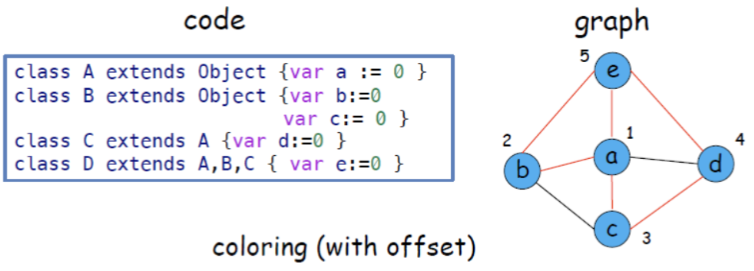 code
graph
class A extends Object {var a := 0 }
class B extends Object {var b:=0
var c:= 0 }
class C extends A {var d:=0 }
class D extends A,B,C { var e:=0 }
5
e
2
1
4
b
a
d
c
3
coloring (with offset)